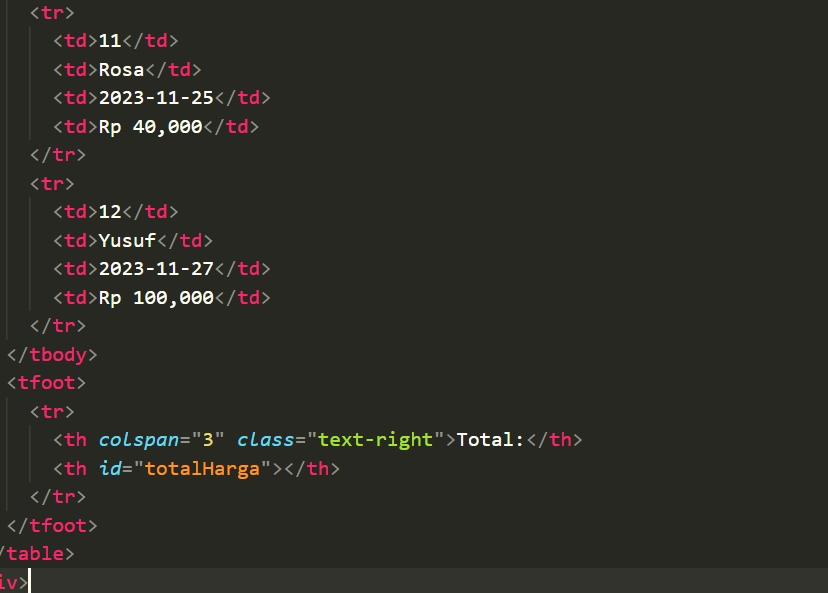 <tr>
<td>11</td>
<td>Rosa</td>
<td>2023-11-25</td>
<td>Rp 40,000</td>
</tr>
<tr>
<td>12</td>
<td>Yusuf</td>
<td>2023-11-27</td>
<td>Rp 100,000</td>
</tr>
</tbody>
<tfoot>
<tr>
<th colspan="3" class="text-right">Total:</th>
<th id="totalHarga"></th>
</tr>
</tfoot>
/table>
iv>